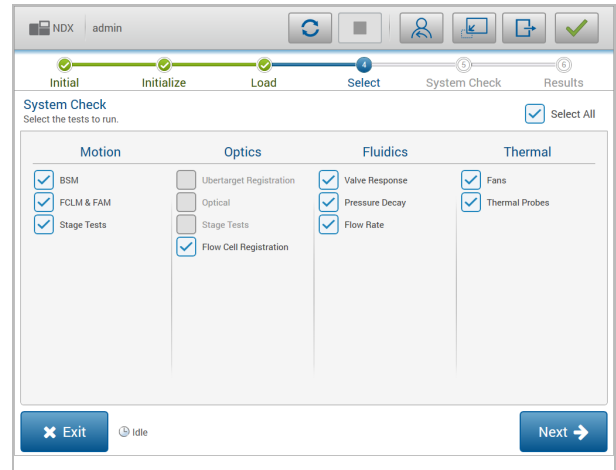 NDX admin
4 5 6
Initial Initialize Load Select System Check Results
System Check
Select the tests to run.
Select All
Motion Optics Fluidics Thermal
BSM Ubertarget Registration Valve Response Fans
FCLM & FAM Optical Pressure Decay Thermal Probes
Stage Tests Stage Tests Flow Rate
Flow Cell Registration
Exit Idle Next